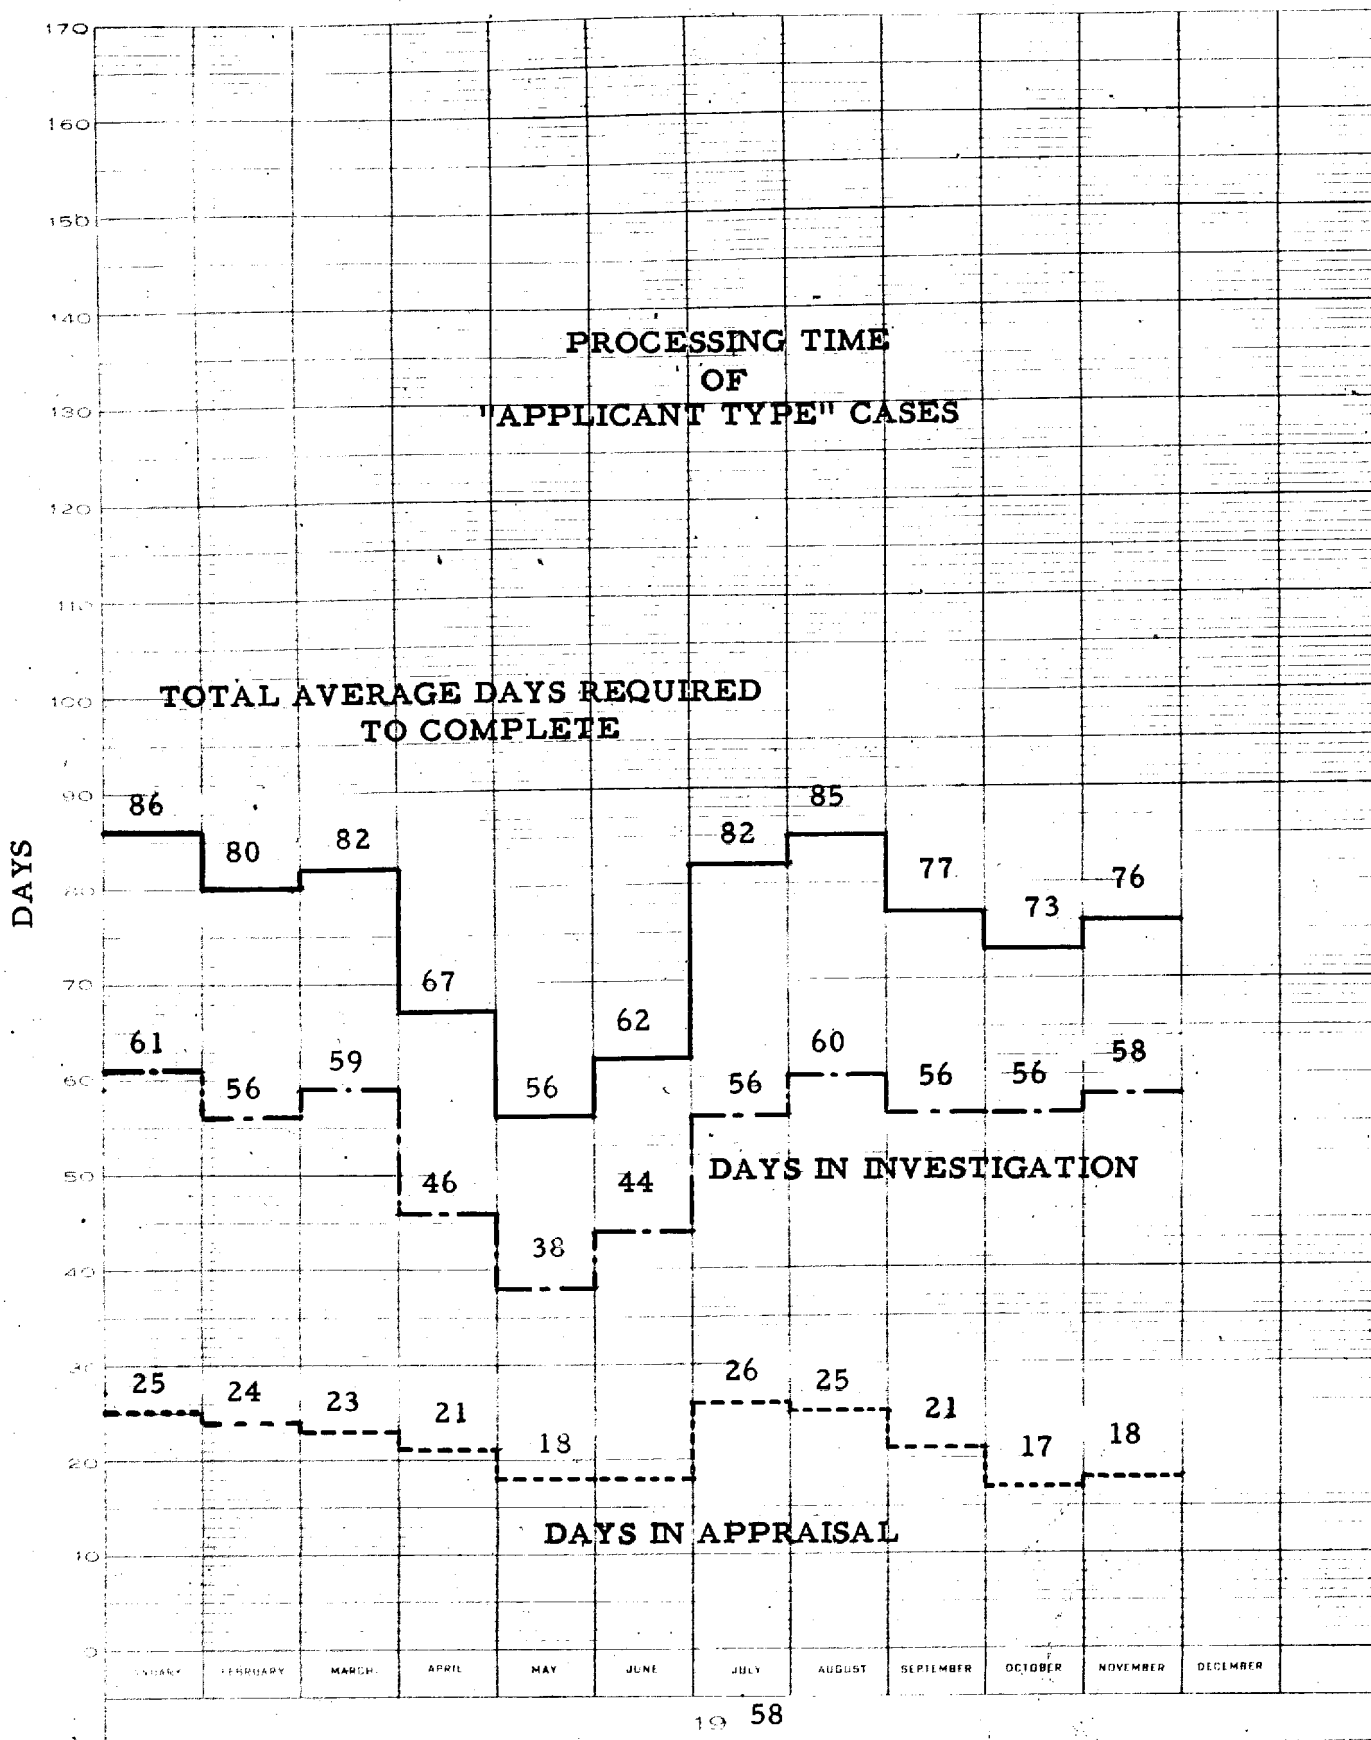 170
160
150
140
PROCESSING TIME
OF
"APPLICANT TYPE" CASES
130
120
110
100
TOTAL AVERAGE DAYS REQUIRED
TO COMPLETE
90
DAYS
86 80 82 67 56 62 82 85 77 73 76
80
70
61 56 59 46 38 44 56 60 56 56 58
60
DAYS IN INVESTIGATION
50
40
30
25 24 23 21 18 26 25 21 17 18
20
DAYS IN APPRAISAL
10
0
JANUARY FEBRUARY MARCH APRIL MAY JUNE JULY AUGUST SEPTEMBER OCTOBER NOVEMBER DECEMBER
19 58